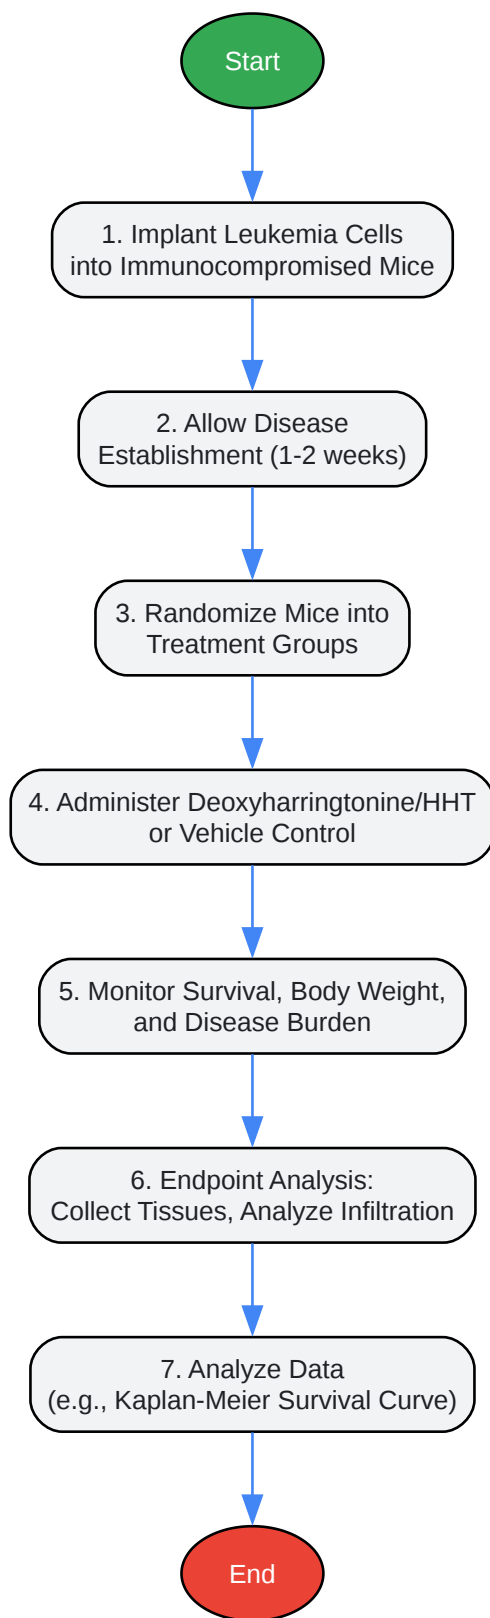 Start
1. Implant Leukemia Cells
into Immunocompromised Mice
2. Allow Disease
Establishment (1-2 weeks)
3. Randomize Mice into
Treatment Groups
4. Administer Deoxyharringtonine/HHT
or Vehicle Control
5. Monitor Survival, Body Weight,
and Disease Burden
6. Endpoint Analysis:
Collect Tissues, Analyze Infiltration
7. Analyze Data
(e.g., Kaplan-Meier Survival Curve)
End